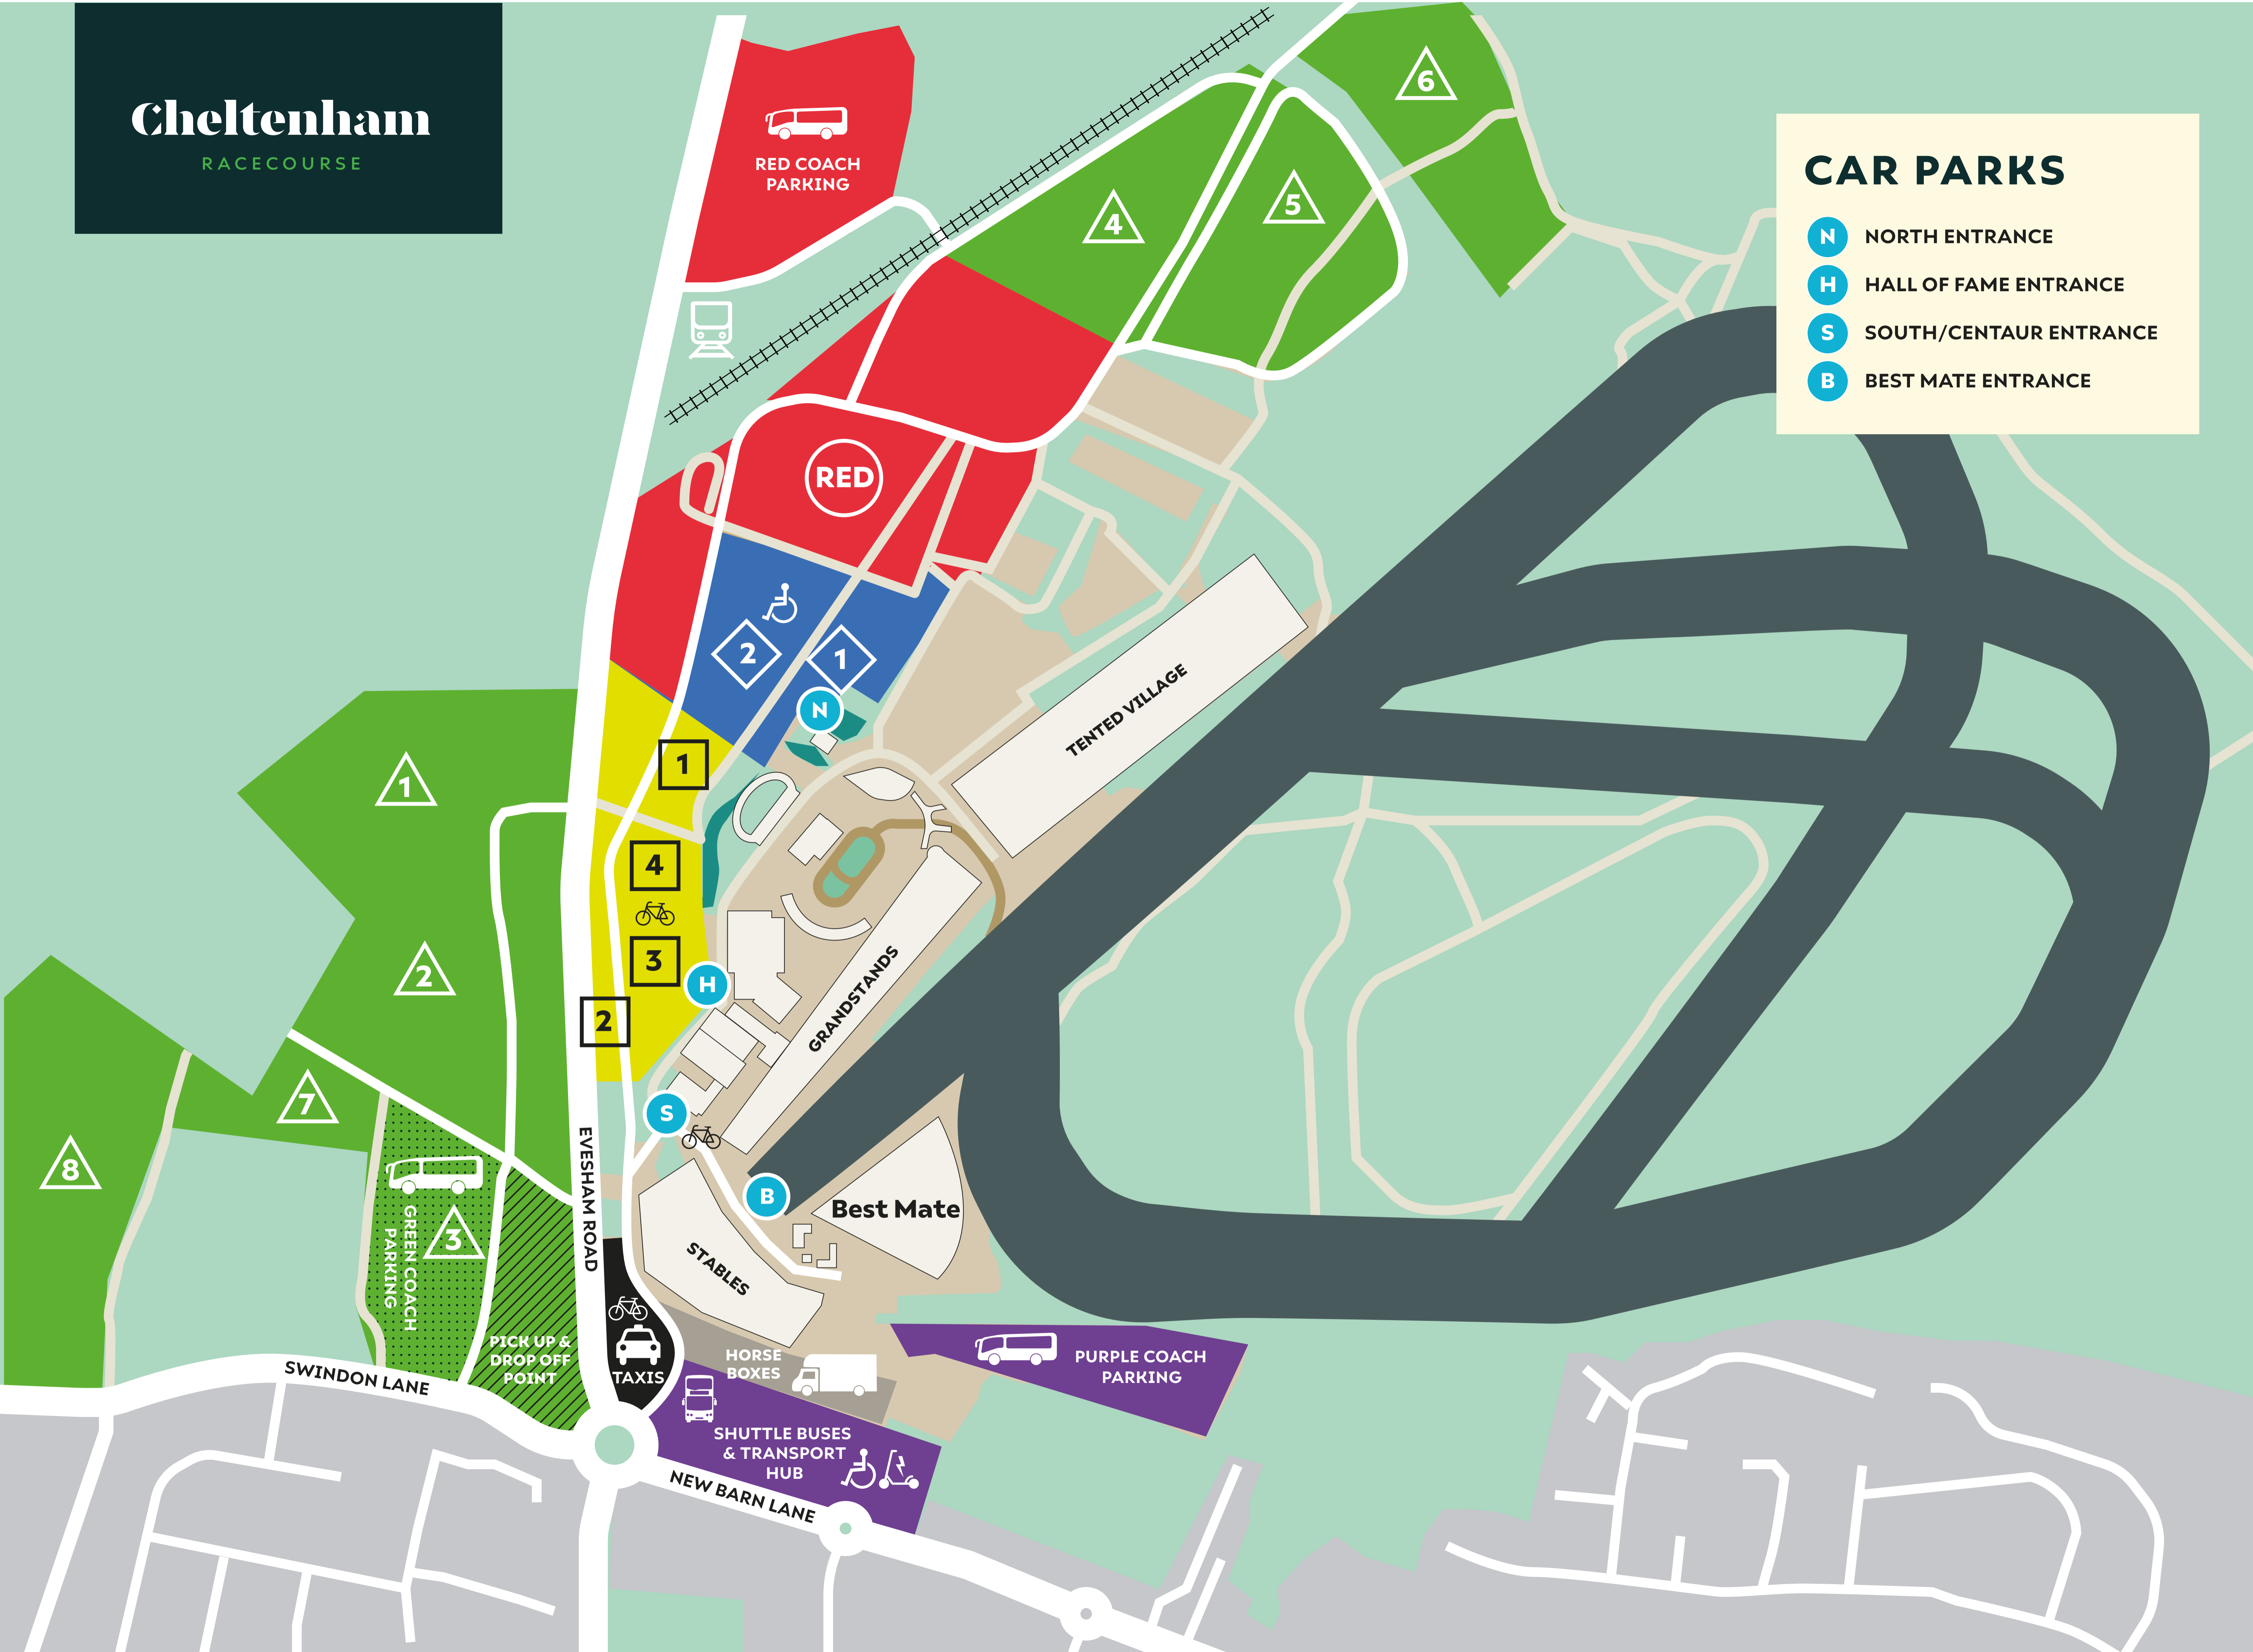 Cheltenham
RACECOURSE
RED COACH
PARKING
6
4
5
CAR PARKS
N NORTH ENTRANCE
H HALL OF FAME ENTRANCE
S SOUTH/CENTAUR ENTRANCE
B BEST MATE ENTRANCE
RED
2
1
N
TENTED VILLAGE
1
1
4
3
2
2
H
GRANDSTANDS
7
8
S
B
Best Mate
STABLES
EVESHAM ROAD
3
GREEN COACH
PARKING
PICK UP &
DROP OFF
POINT
TAXIS
HORSE
BOXES
PURPLE COACH
PARKING
SHUTTLE BUSES
& TRANSPORT
HUB
SWINDON LANE
NEW BARN LANE